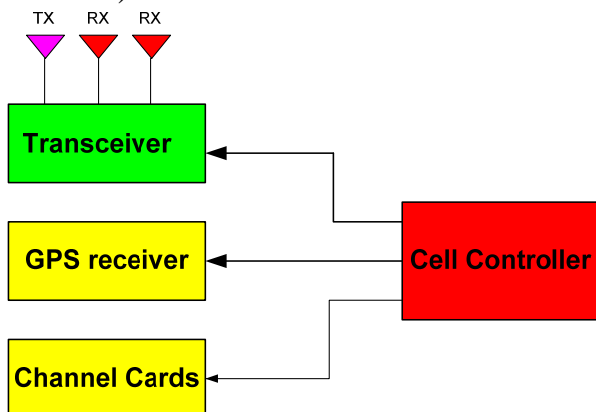 TX RX RX
Transceiver
GPS receiver
Cell Controller
Channel Cards